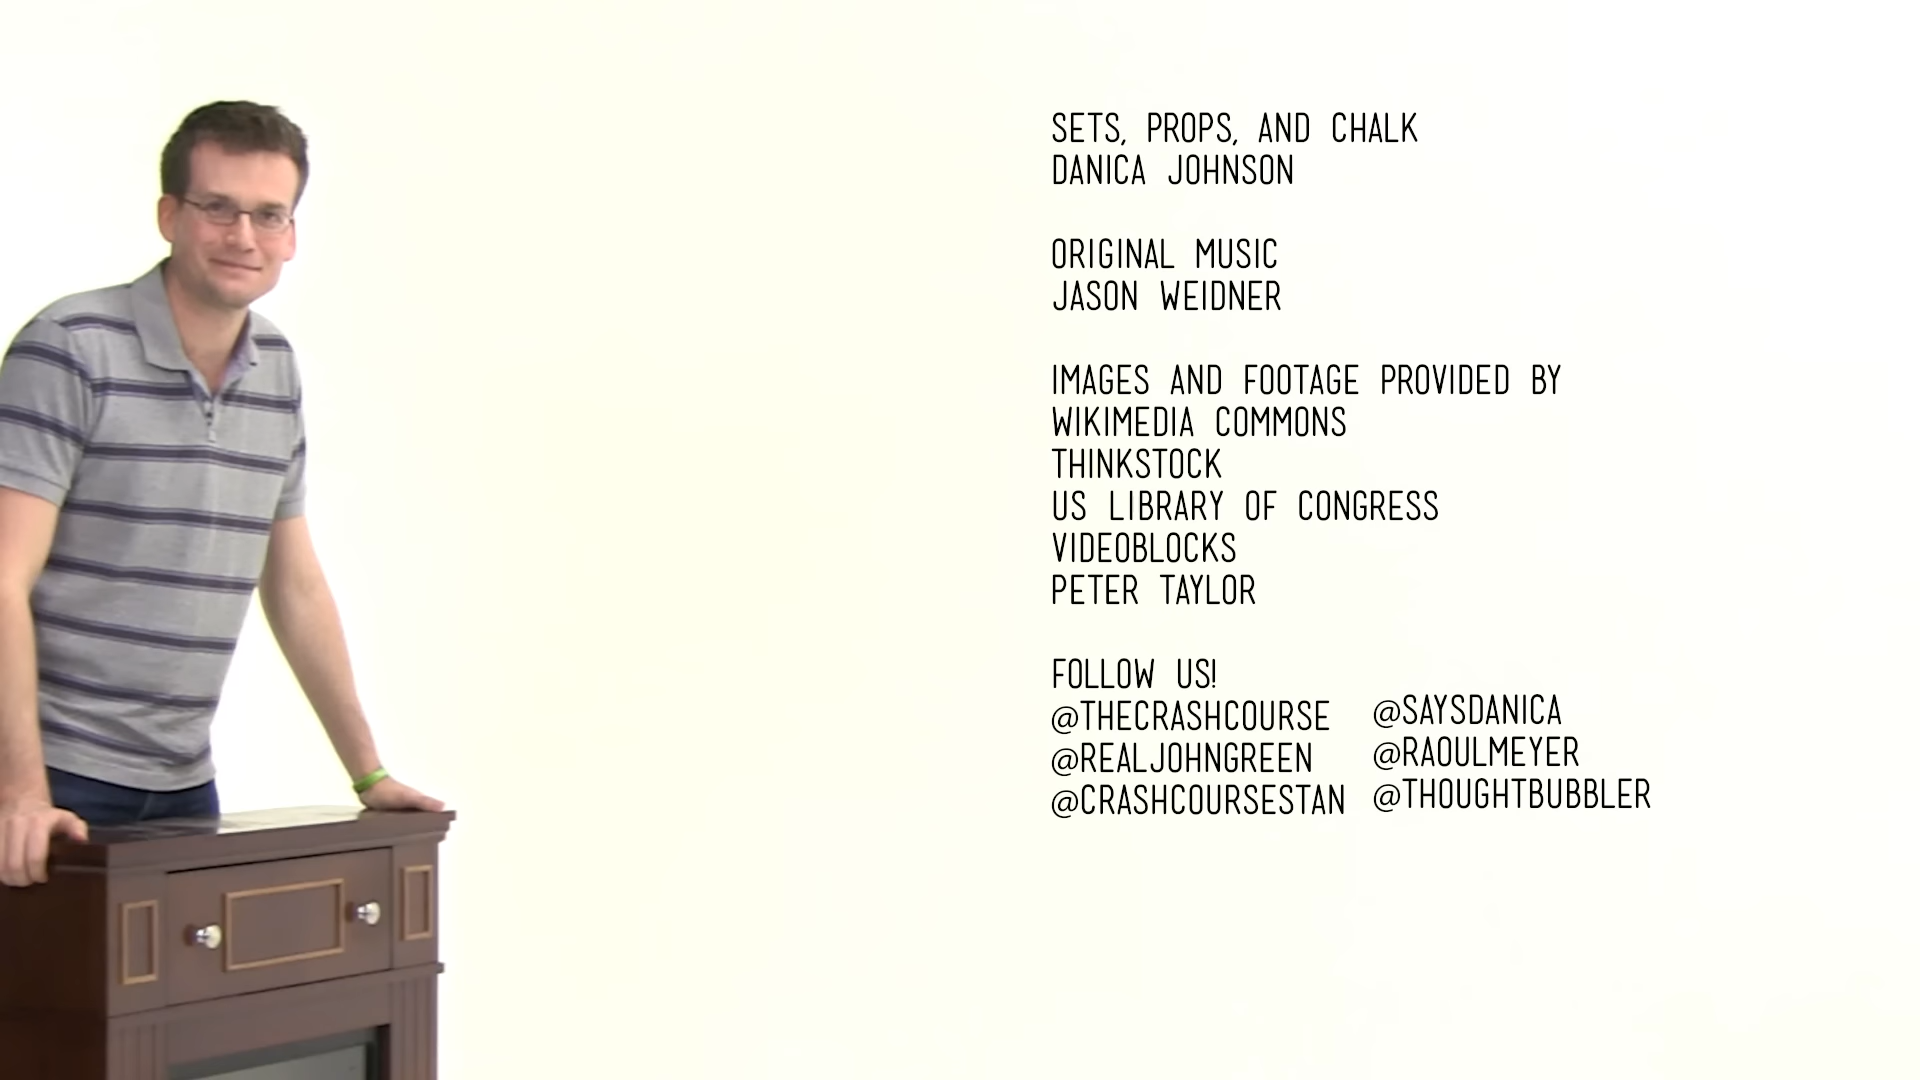 SETS, PROPS, AND CHALK
DANICA JOHNSON
ORIGINAL MUSIC
JASON WEIDNER
IMAGES AND FOOTAGE PROVIDED BY
WIKIMEDIA COMMONS
THINKSTOCK
US LIBRARY OF CONGRESS
VIDEOBLOCKS
PETER TAYLOR
FOLLOW US!
@THECRASHCOURSE @SAYSDANICA
@REALJOHNGREEN @RAOULMEYER
@CRASHCOURSESTAN @THOUGHTBUBBLER